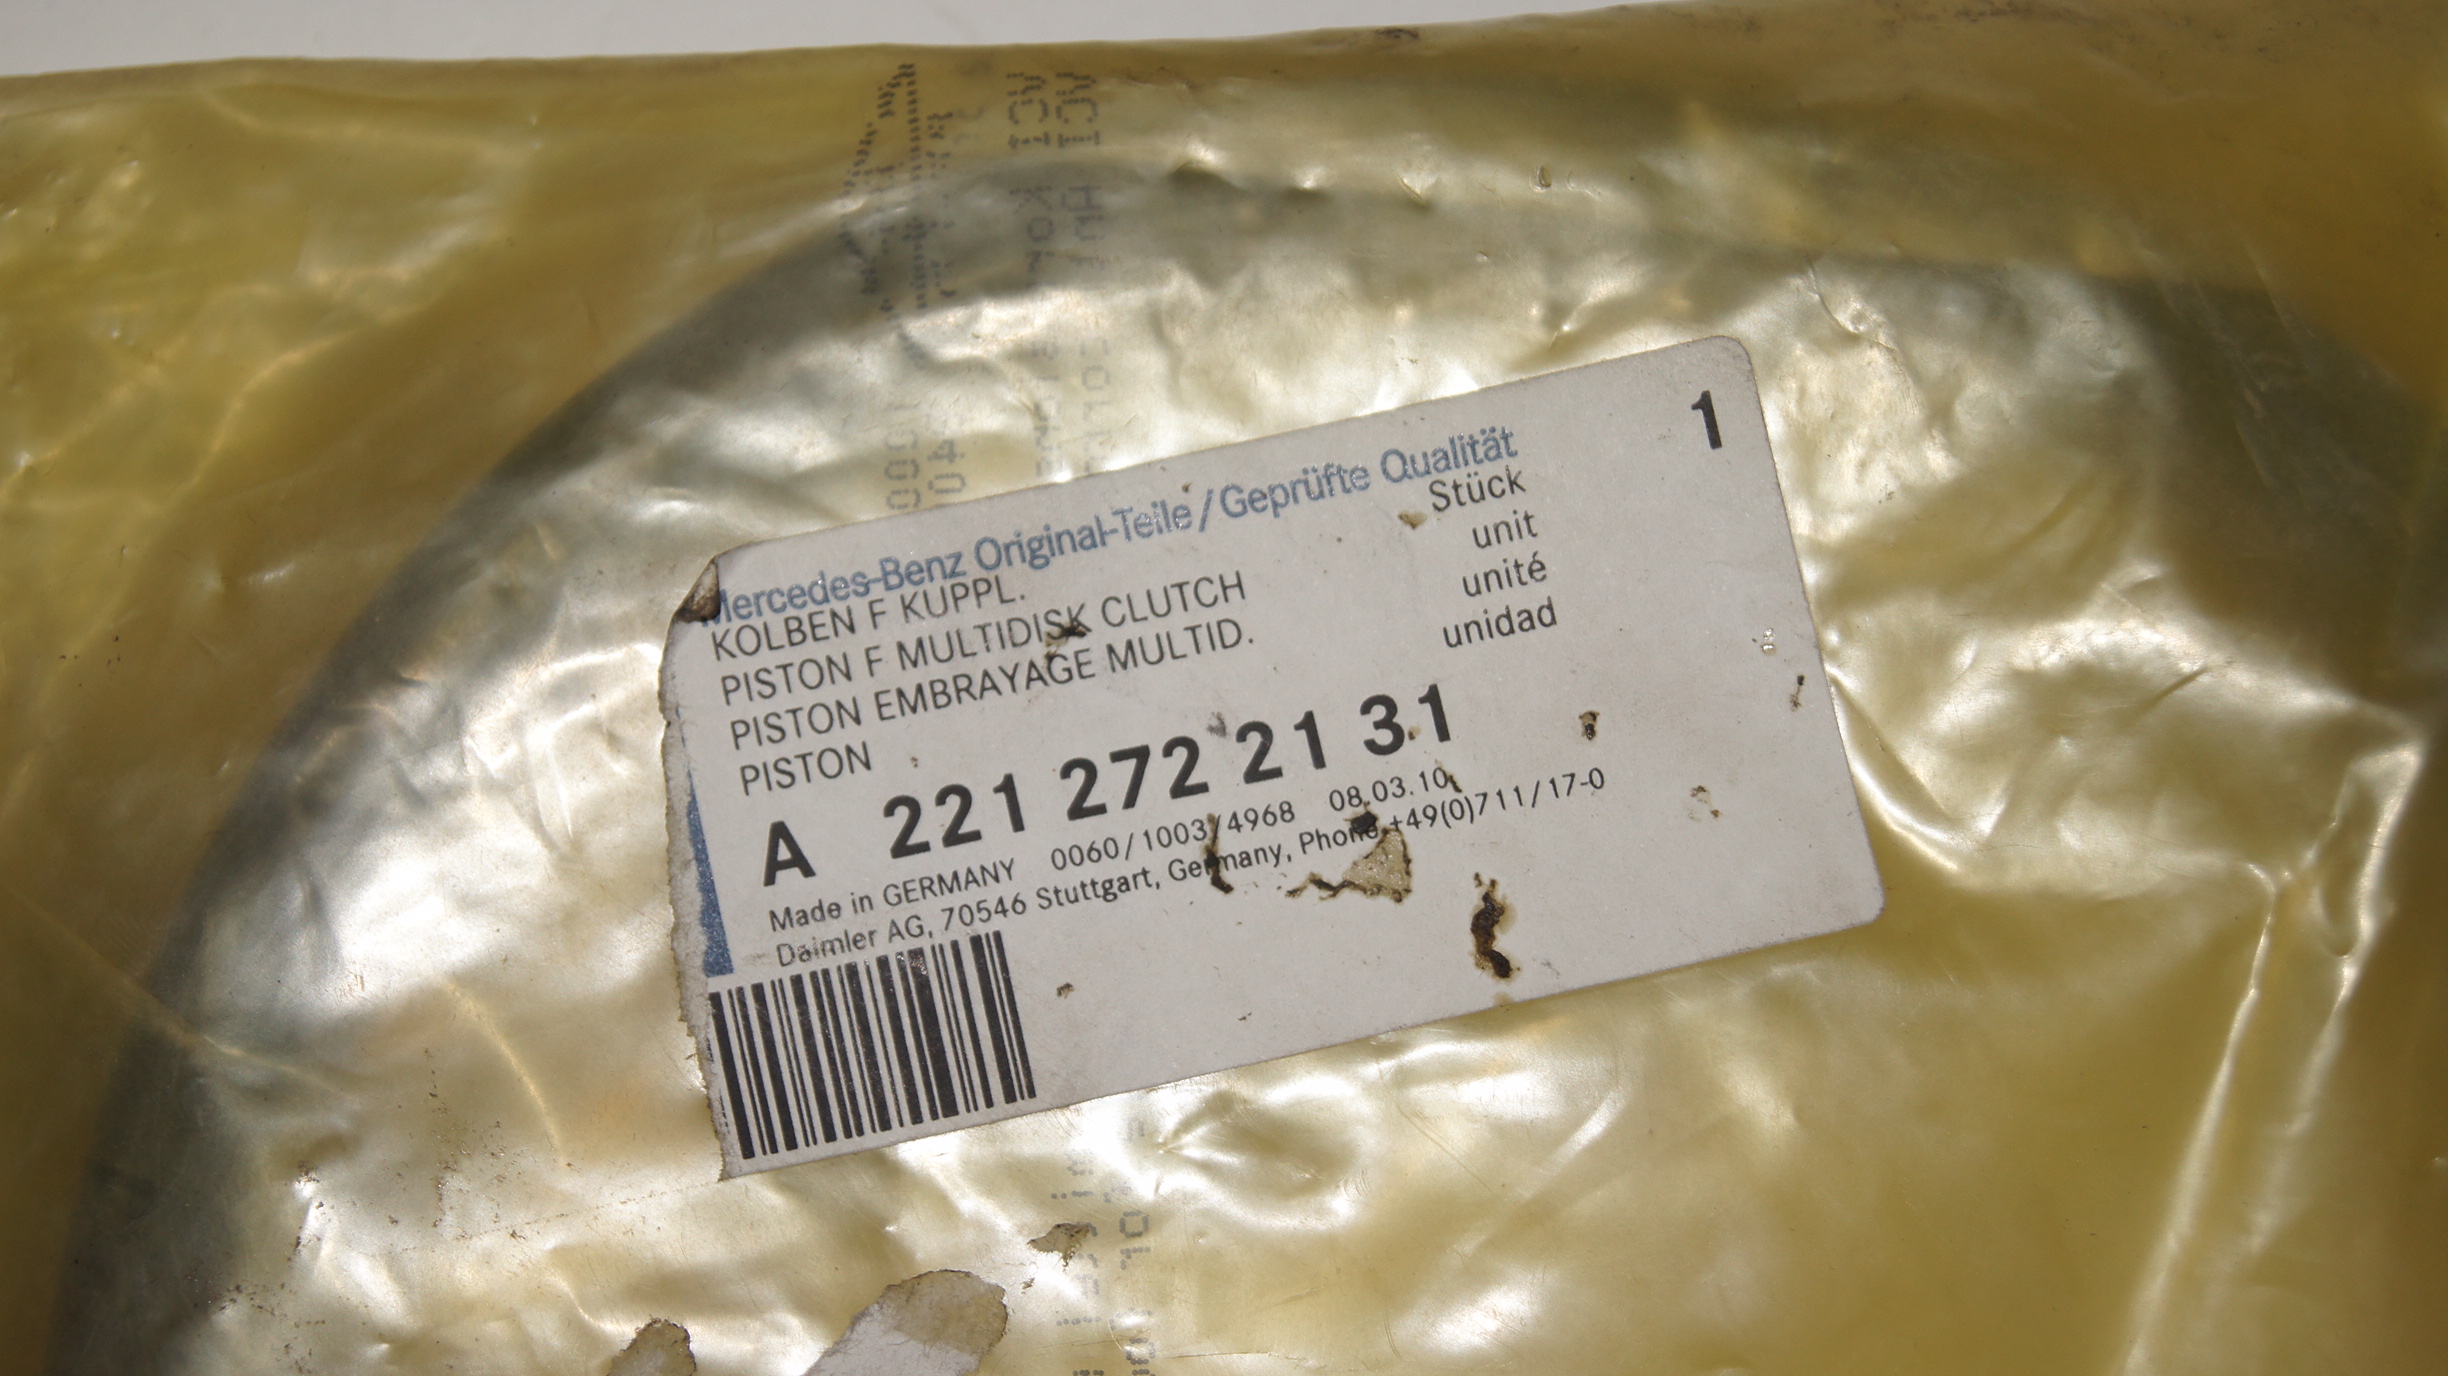 Mercedes-Benz Original-Teile/Geprüfte Qualität
1
KOLBEN F KUPPL.
Stück
PISTON F MULTIDISK CLUTCH
unit
PISTON EMBRAYAGE MULTID.
unité
PISTON
unidad
A 221 272 21 31
Made in GERMANY 0060/1003/4968 08.03.10
Daimler AG, 70546 Stuttgart, Germany, Phone +49(0)711/17-0